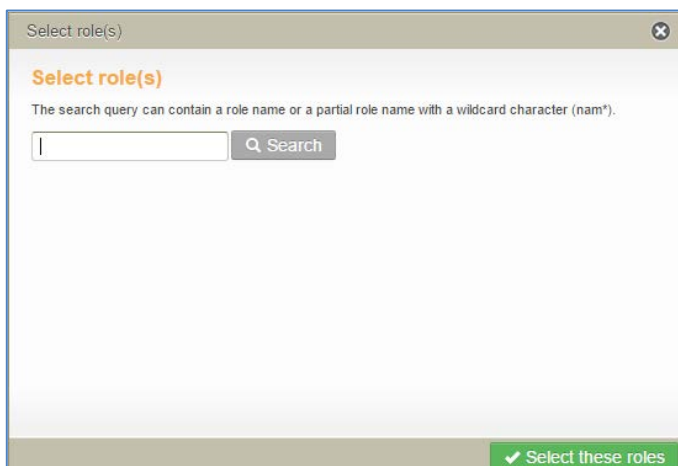 Select role(s)
Select role(s)
The search query can contain a role name or a partial role name with a wildcard character (nam*).
Search
Select these roles